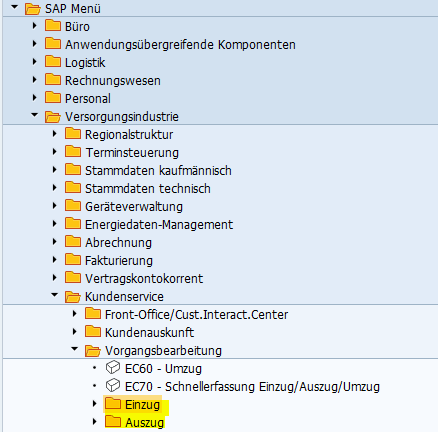 SAP Menü
Büro
Anwendungsübergreifende Komponenten
Logistik
Rechnungswesen
Personal
Versorgungsindustrie
Regionalstruktur
Terminsteuerung
Stammdaten kaufmännisch
Stammdaten technisch
Geräteverwaltung
Energiedaten-Management
Abrechnung
Fakturierung
Vertragskontokorrent
Kundenservice
Front-Office/Cust.Interact.Center
Kundenauskunft
Vorgangsbearbeitung
EC60 - Umzug
EC70 - Schnellerfassung Einzug/Auszug/Umzug
Einzug
Auszug